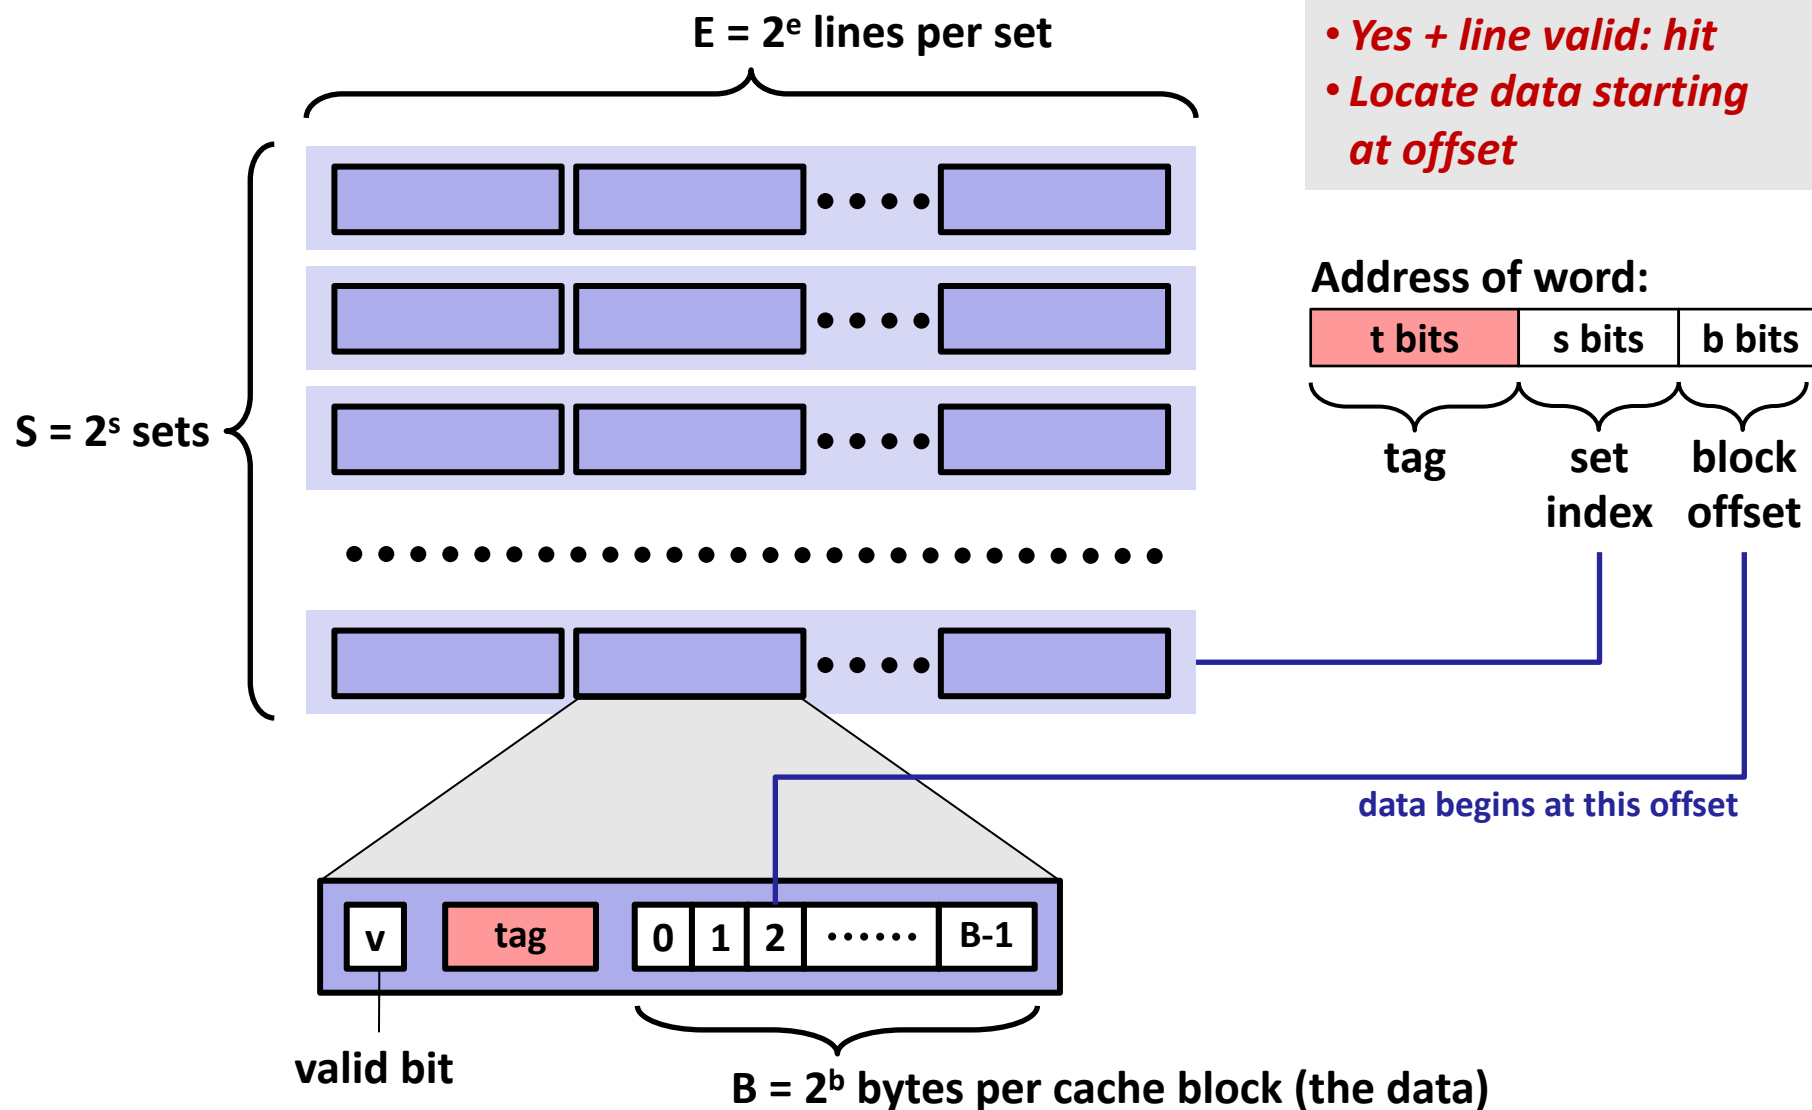 E = 2ᵉ lines per set
• Yes + line valid: hit
• Locate data starting
at offset
Address of word:
t bits s bits b bits
S = 2ˢ sets
tag set block
index offset
data begins at this offset
v tag 0 1 2 •••••• B-1
valid bit
B = 2ᵇ bytes per cache block (the data)